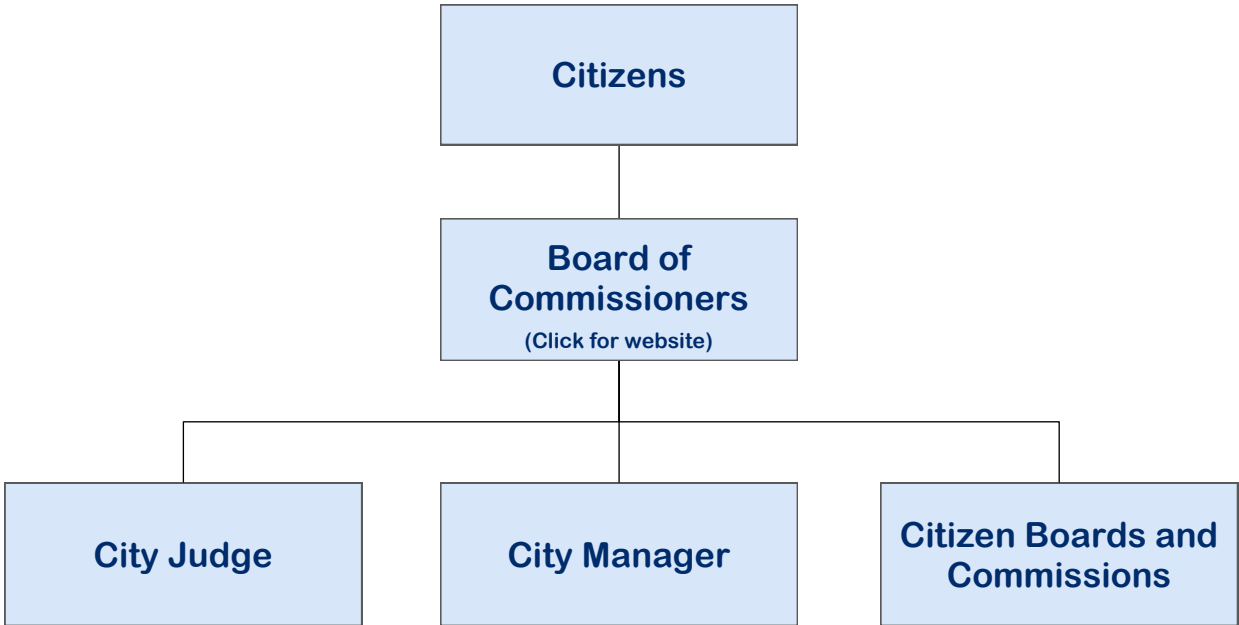 Citizens
Board of
Commissioners
(Click for website)
City Judge
City Manager
Citizen Boards and
Commissions